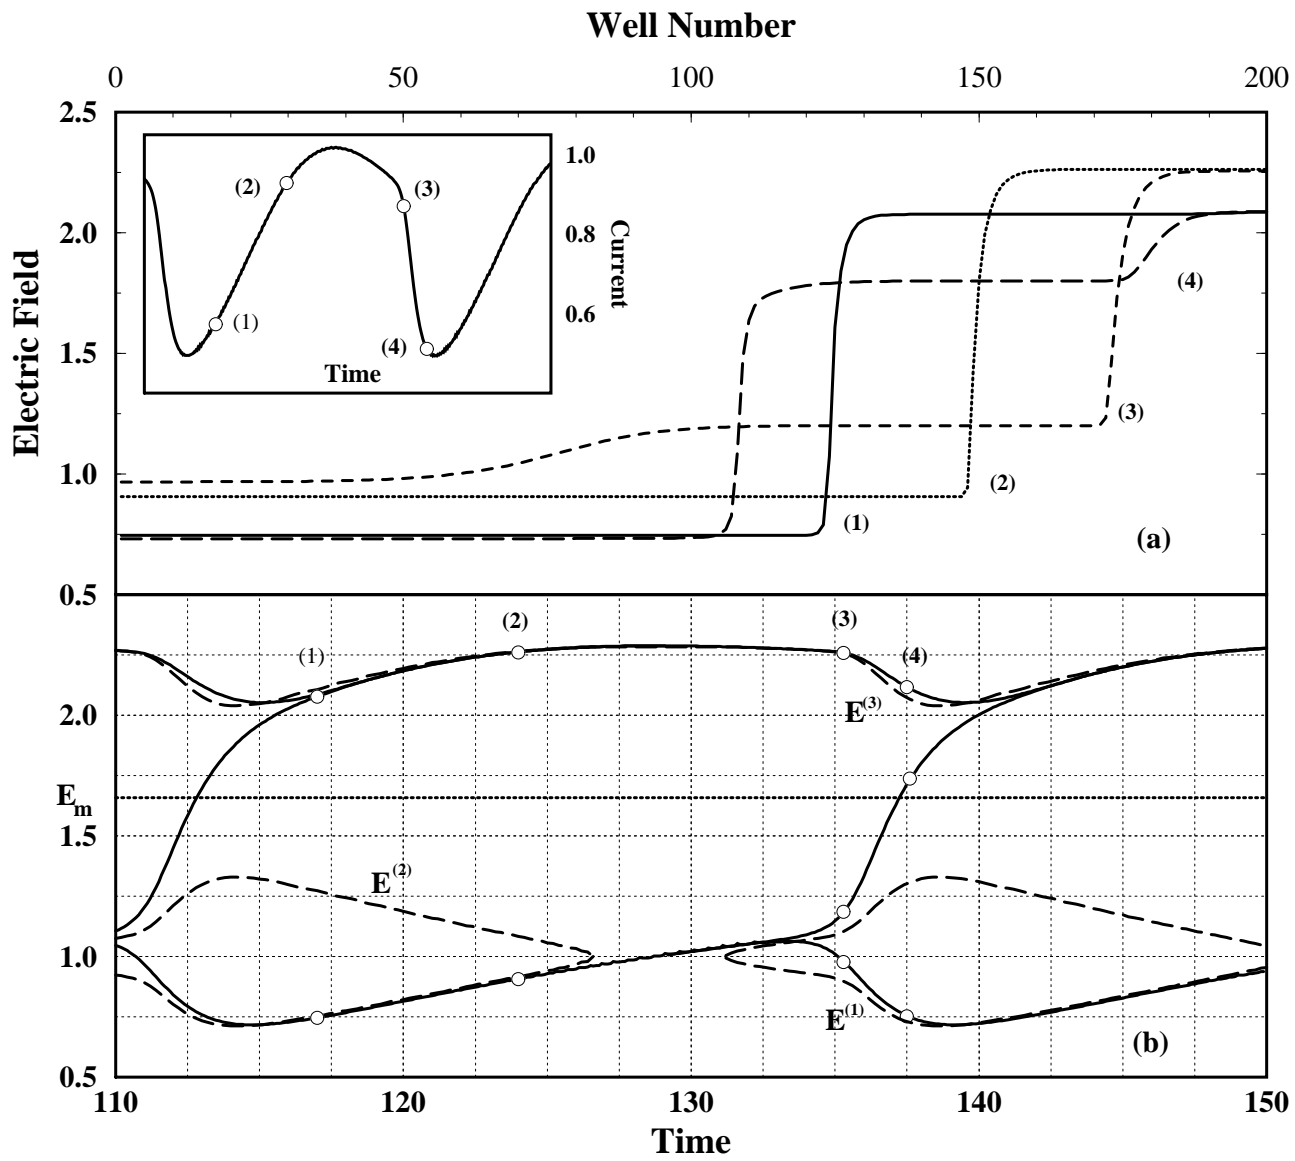 Well Number
0 50 100 150 200
2.5
2.0
1.5
1.0
0.5
Electric Field
(1)
(2)
(3)
(4)
1.0
0.8
0.6
Current
Time
(1)
(2)
(3)
(4)
(a)
(1)
(2)
(3)
(4)
E(3)
Em
E(2)
E(1)
(b)
2.0
1.5
1.0
0.5
110 120 130 140 150
Time